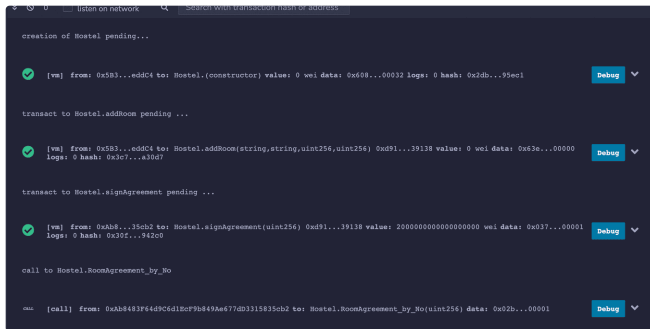 0 listen on network Search with transaction hash or address
creation of Hostel pending...
[vm] from: 0x5B3...eddC4 to: Hostel.(constructor) value: 0 wei data: 0x608...00032 logs: 0 hash: 0x2db...95ec1 Debug
transact to Hostel.addRoom pending ...
[vm] from: 0x5B3...eddC4 to: Hostel.addRoom(string,string,uint256,uint256) 0xd91...39138 value: 0 wei data: 0x63e...00000 Debug
logs: 0 hash: 0x3c7...a30d7
transact to Hostel.signAgreement pending ...
[vm] from: 0xAb8...35cb2 to: Hostel.signAgreement(uint256) 0xd91...39138 value: 2000000000000000000 wei data: 0x037...00001 Debug
logs: 0 hash: 0x30f...942c0
call to Hostel.RoomAgreement_by_No
CALL [call] from: 0xAb8483F64d9C6d1EcF9b849Ae677dD3315835cb2 to: Hostel.RoomAgreement_by_No(uint256) data: 0x02b...00001 Debug